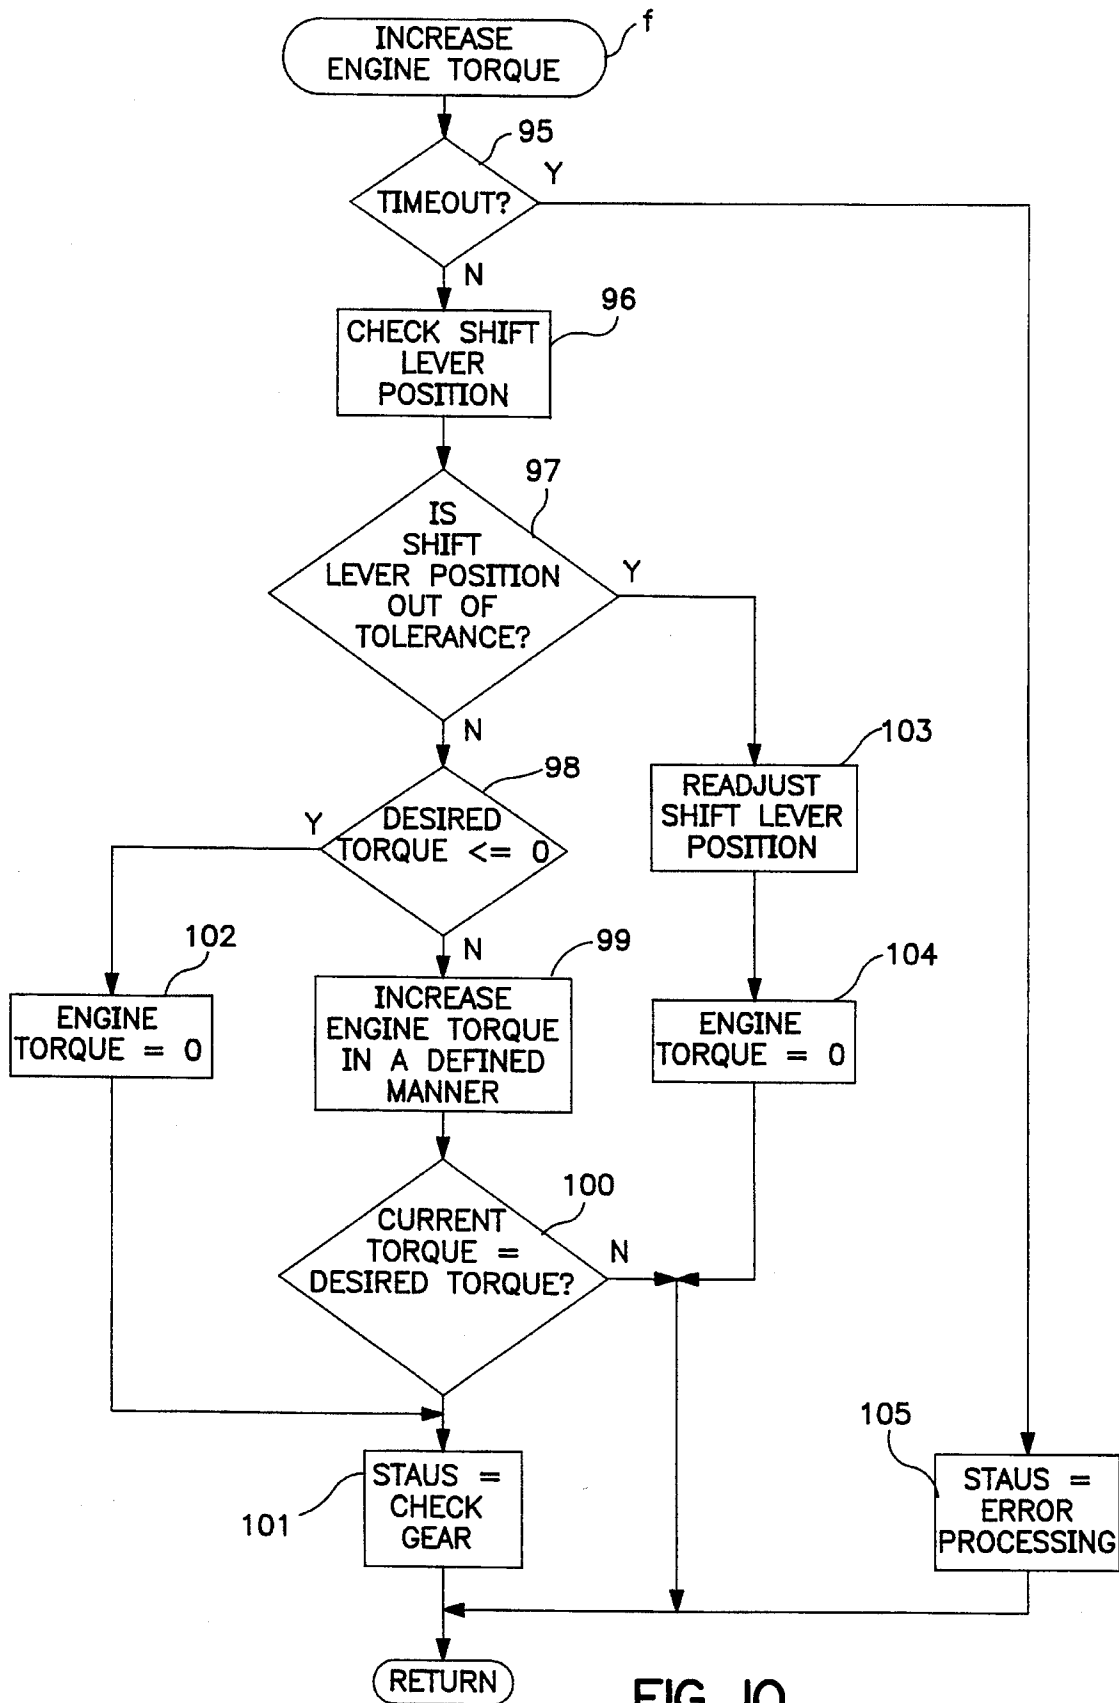 INCREASE
ENGINE TORQUE
f
95
TIMEOUT?
Y
N
96
CHECK SHIFT
LEVER
POSITION
97
IS
SHIFT
LEVER POSITION
OUT OF
TOLERANCE?
Y
N
98
DESIRED
TORQUE <= 0
Y
N
103
READJUST
SHIFT LEVER
POSITION
102
ENGINE
TORQUE = 0
99
INCREASE
ENGINE TORQUE
IN A DEFINED
MANNER
104
ENGINE
TORQUE = 0
100
CURRENT
TORQUE =
DESIRED TORQUE?
N
101
STAUS =
CHECK
GEAR
105
STAUS =
ERROR
PROCESSING
RETURN
FIG. 10